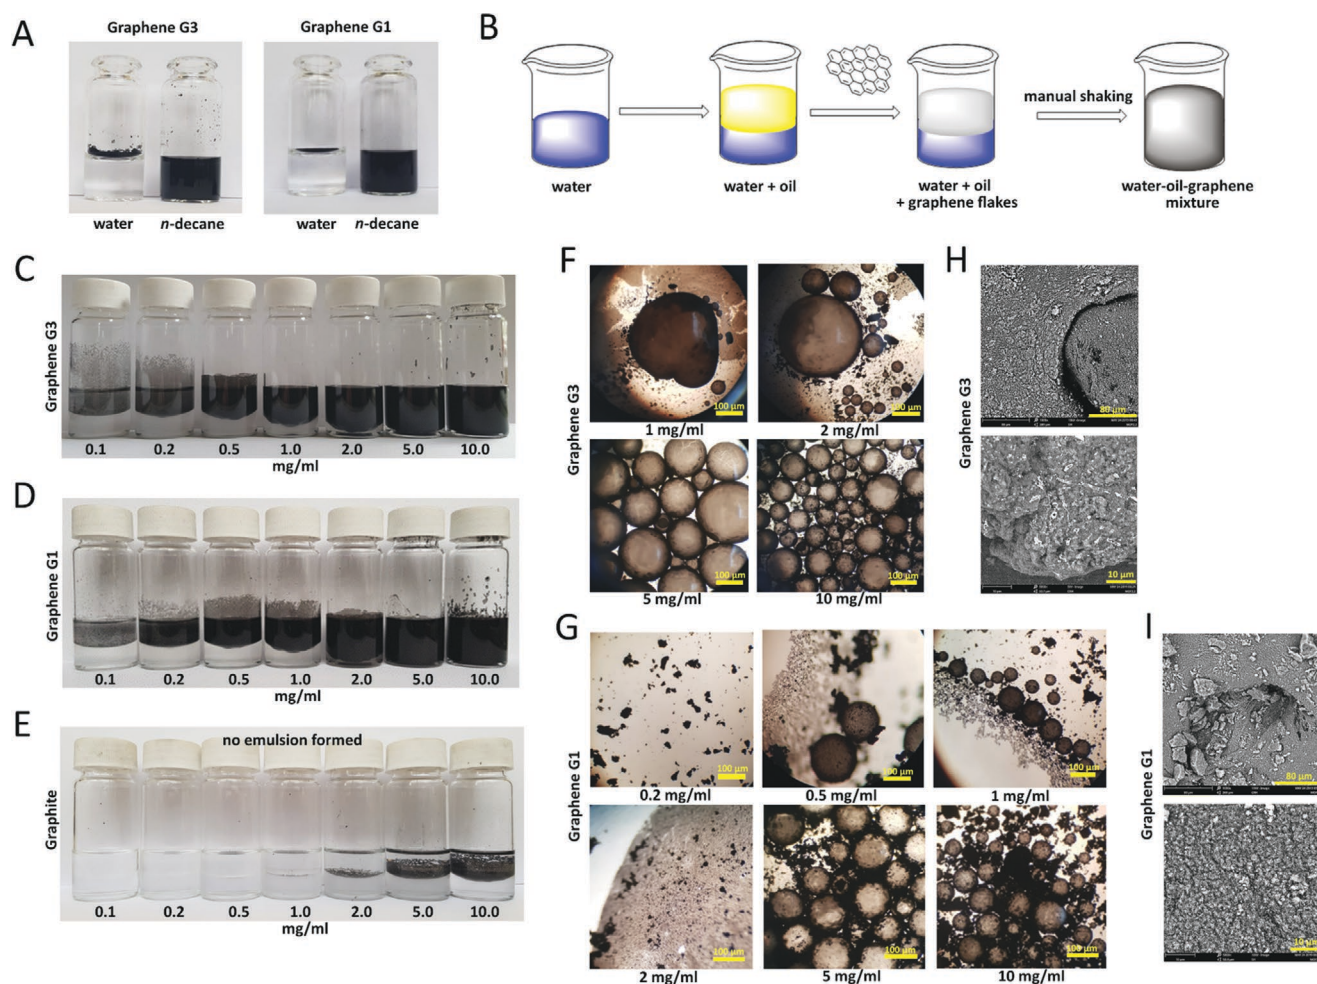 A
Graphene G3
Graphene G1
water
n-decane
water
n-decane
B
manual shaking
water
water + oil
water + oil
+ graphene flakes
water-oil-graphene
mixture
C
Graphene G3
0.1 0.2 0.5 1.0 2.0 5.0 10.0
mg/ml
D
Graphene G1
0.1 0.2 0.5 1.0 2.0 5.0 10.0
mg/ml
E
no emulsion formed
Graphite
0.1 0.2 0.5 1.0 2.0 5.0 10.0
mg/ml
F
Graphene G3
100 μm
100 μm
1 mg/ml
2 mg/ml
100 μm
100 μm
5 mg/ml
10 mg/ml
G
Graphene G1
100 μm
100 μm
100 μm
0.2 mg/ml
0.5 mg/ml
1 mg/ml
100 μm
100 μm
100 μm
2 mg/ml
5 mg/ml
10 mg/ml
H
Graphene G3
80 μm
10 μm
I
Graphene G1
80 μm
10 μm